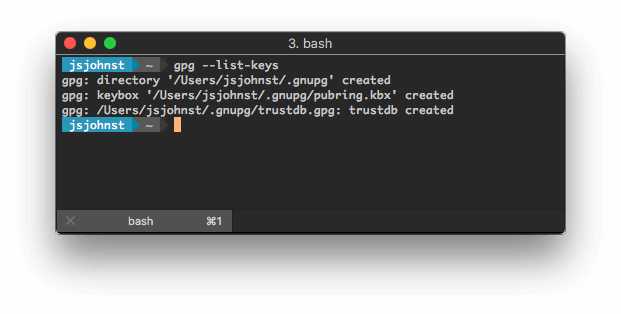 3. bash
jsjohnst ~ gpg --list-keys
gpg: directory '/Users/jsjohnst/.gnupg' created
gpg: keybox '/Users/jsjohnst/.gnupg/pubring.kbx' created
gpg: /Users/jsjohnst/.gnupg/trustdb.gpg: trustdb created
jsjohnst ~
bash ⌘1